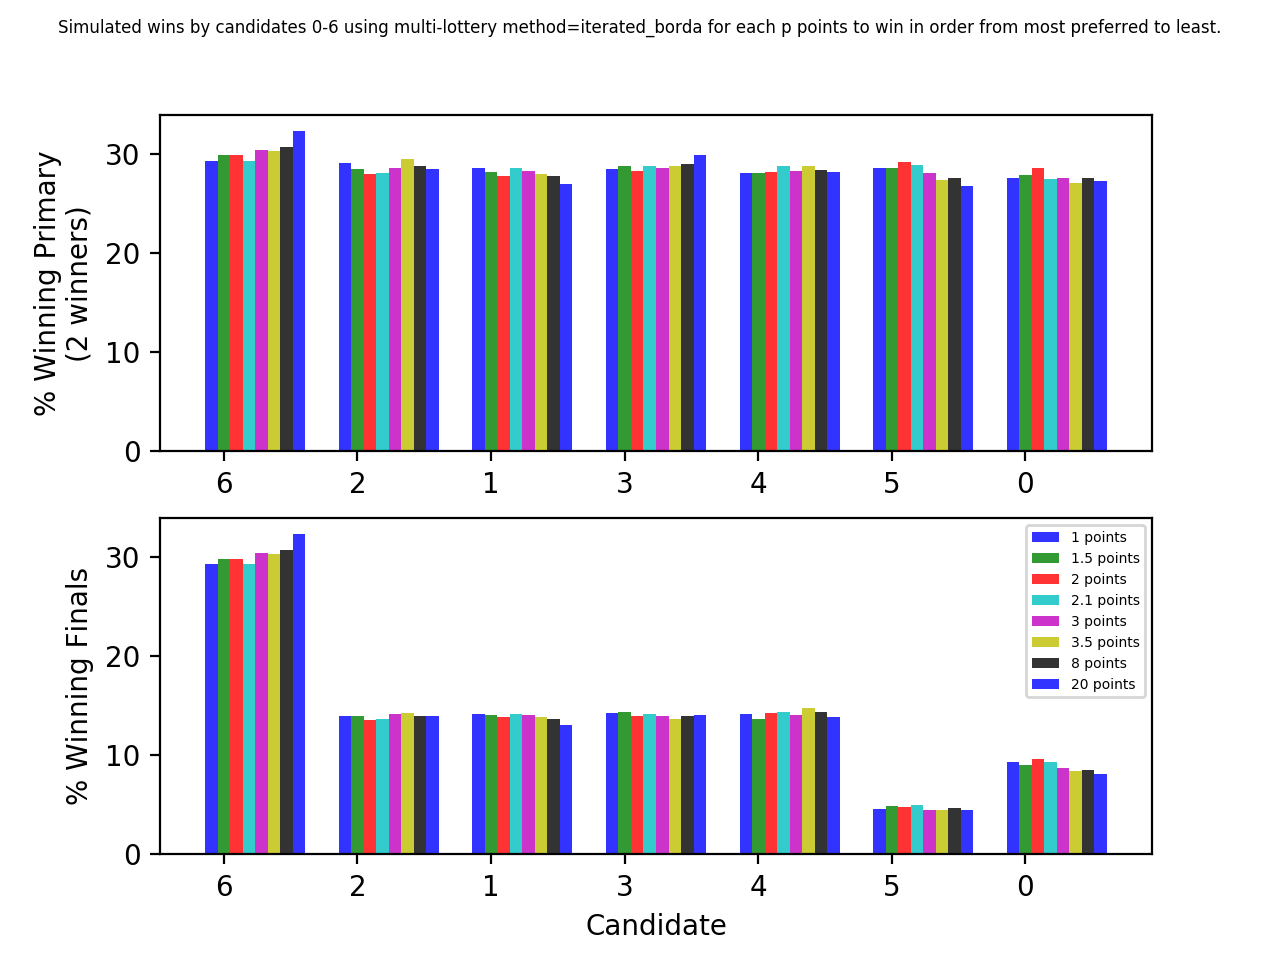 Simulated wins by candidates 0-6 using multi-lottery method=iterated_borda for each p points to win in order from most preferred to least.
% Winning Primary
(2 winners)
30
20
10
0
6 2 1 3 4 5 0
% Winning Finals
30
20
10
0
1 points
1.5 points
2 points
2.1 points
3 points
3.5 points
8 points
20 points
6 2 1 3 4 5 0
Candidate